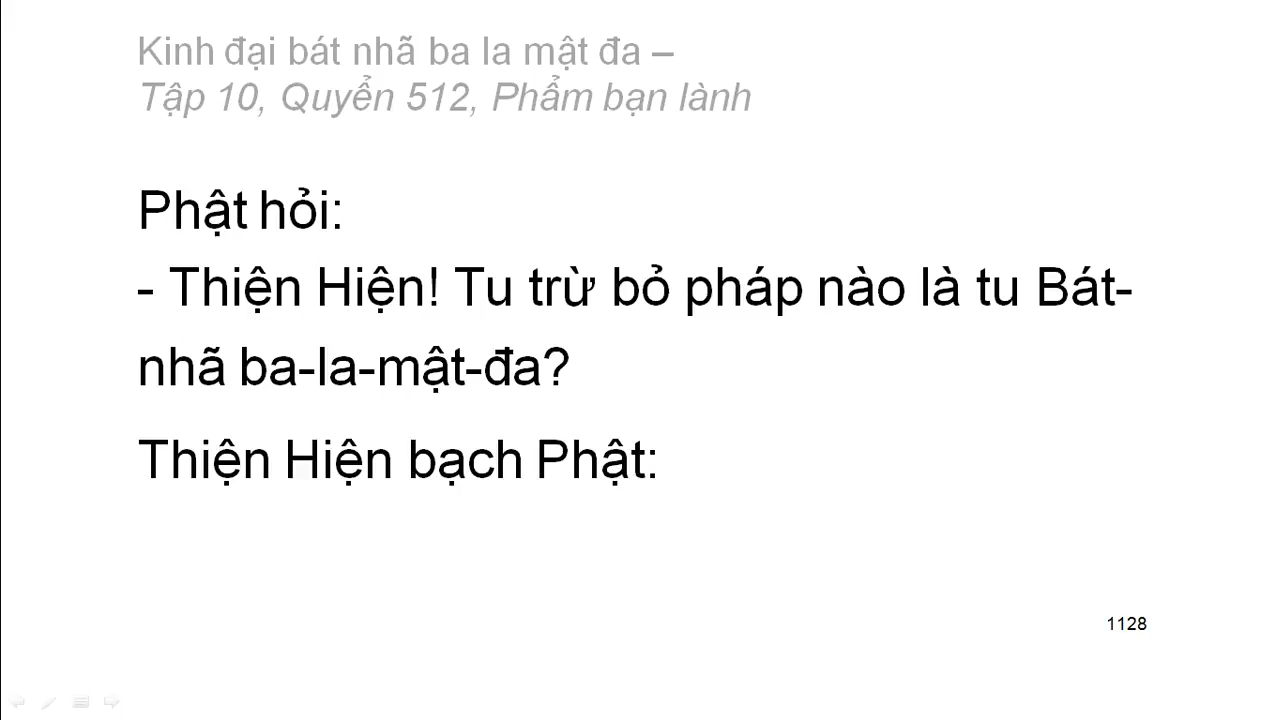 Kinh đại bát nhã ba la mật đa –
Tập 10, Quyển 512, Phẩm bạn lành
Phật hỏi:
- Thiện Hiện! Tu trừ bỏ pháp nào là tu Bát-
nhã ba-la-mật-đa?
Thiện Hiện bạch Phật:
1128